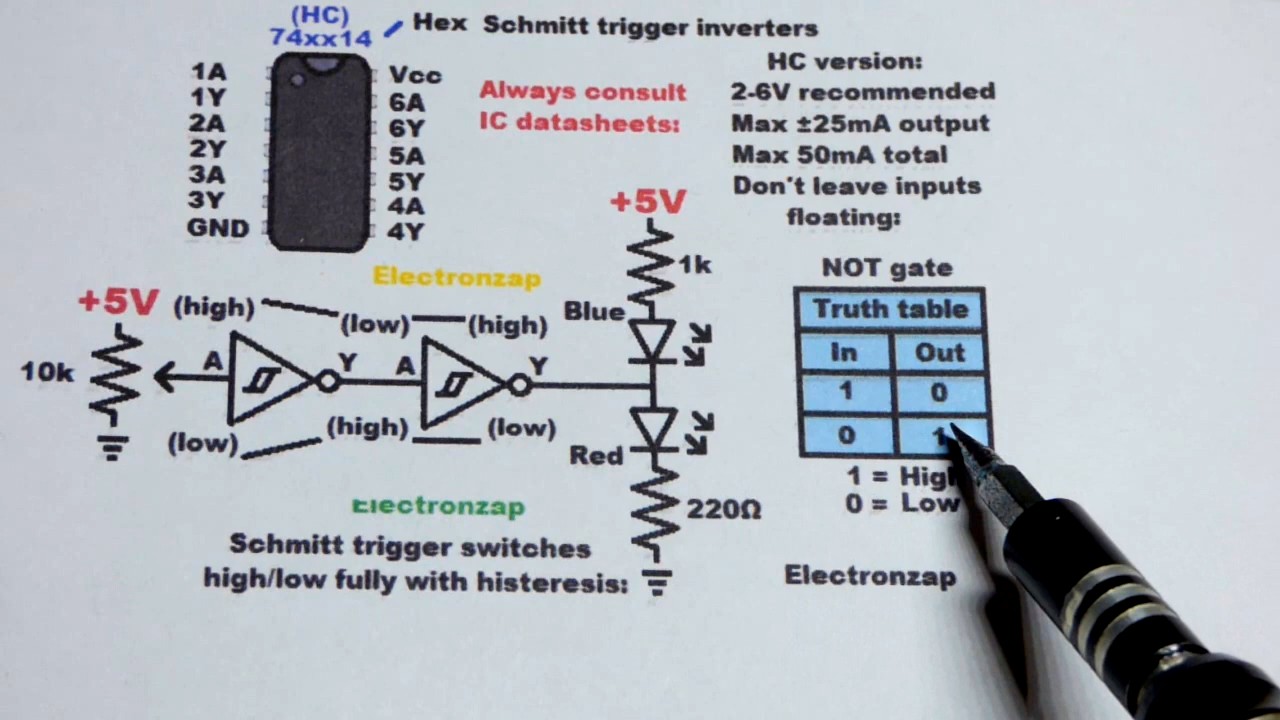 (HC)
74xx14
Hex Schmitt trigger inverters
1A
1Y
2A
2Y
3A
3Y
GND
Vcc
6A
6Y
5A
5Y
4A
4Y
Always consult
IC datasheets:
HC version:
2-6V recommended
Max ±25mA output
Max 50mA total
Don't leave inputs
floating:
Electronzap
+5V
1k
Blue
+5V
(high)
(low)
(high)
10k
A
Y
A
Y
(low)
(high)
(low)
Red
220Ω
NOT gate
Truth table
In Out
1 0
0 1
1 = High
0 = Low
Electronzap
Schmitt trigger switches
high/low fully with histeresis:
Electronzap